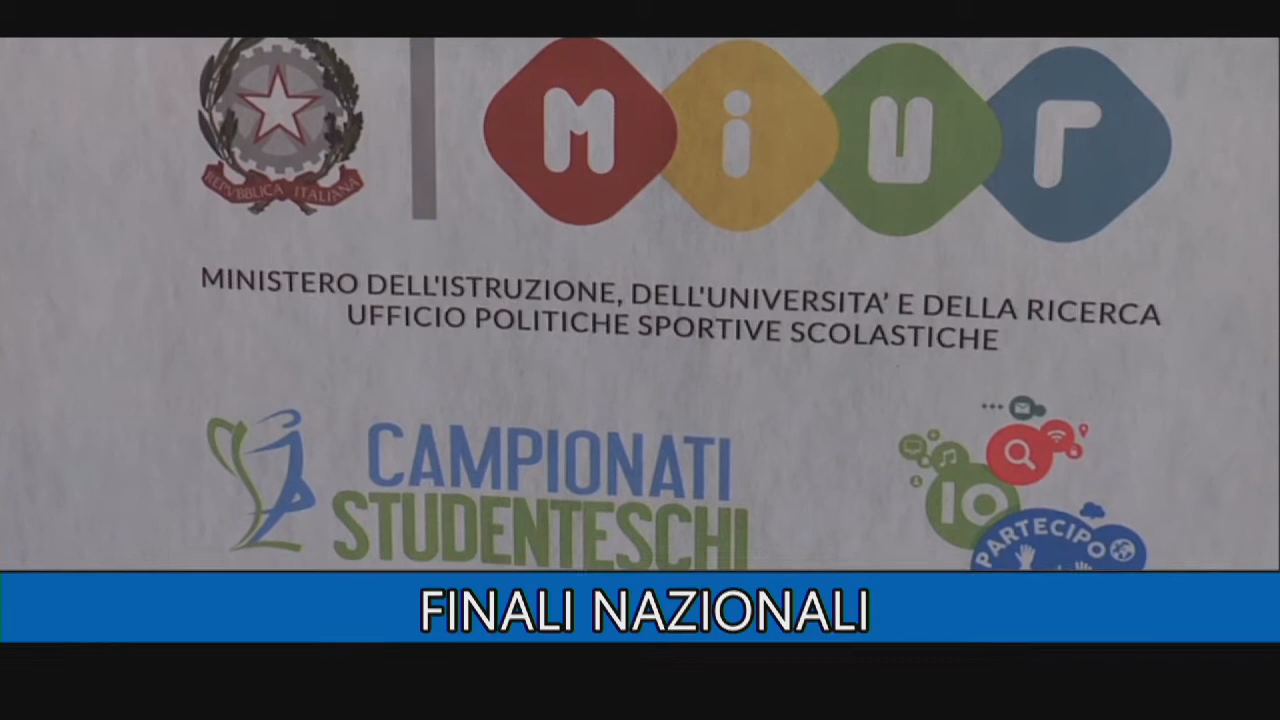 REPVBBLICA ITALIANA
MiUr
MINISTERO DELL'ISTRUZIONE, DELL'UNIVERSITA' E DELLA RICERCA
UFFICIO POLITICHE SPORTIVE SCOLASTICHE
CAMPIONATI
STUDENTESCHI
IO
PARTECIPO
FINALI NAZIONALI